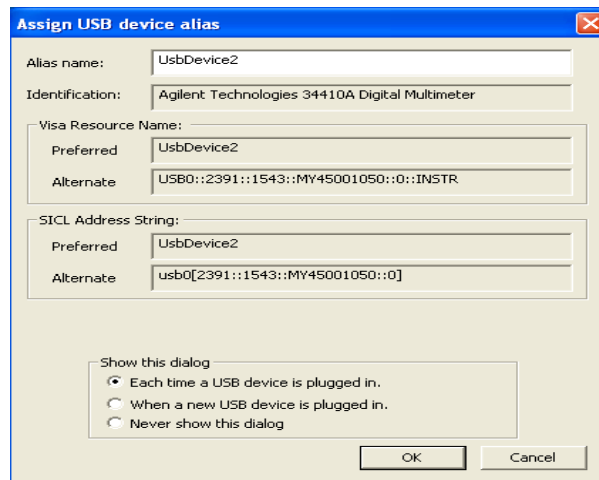 Assign USB device alias
Alias name: UsbDevice2
Identification: Agilent Technologies 34410A Digital Multimeter
Visa Resource Name:
Preferred UsbDevice2
Alternate USB0::2391::1543::MY45001050::0::INSTR
SICL Address String:
Preferred UsbDevice2
Alternate usb0[2391::1543::MY45001050::0]
Show this dialog
Each time a USB device is plugged in.
When a new USB device is plugged in.
Never show this dialog
OK Cancel